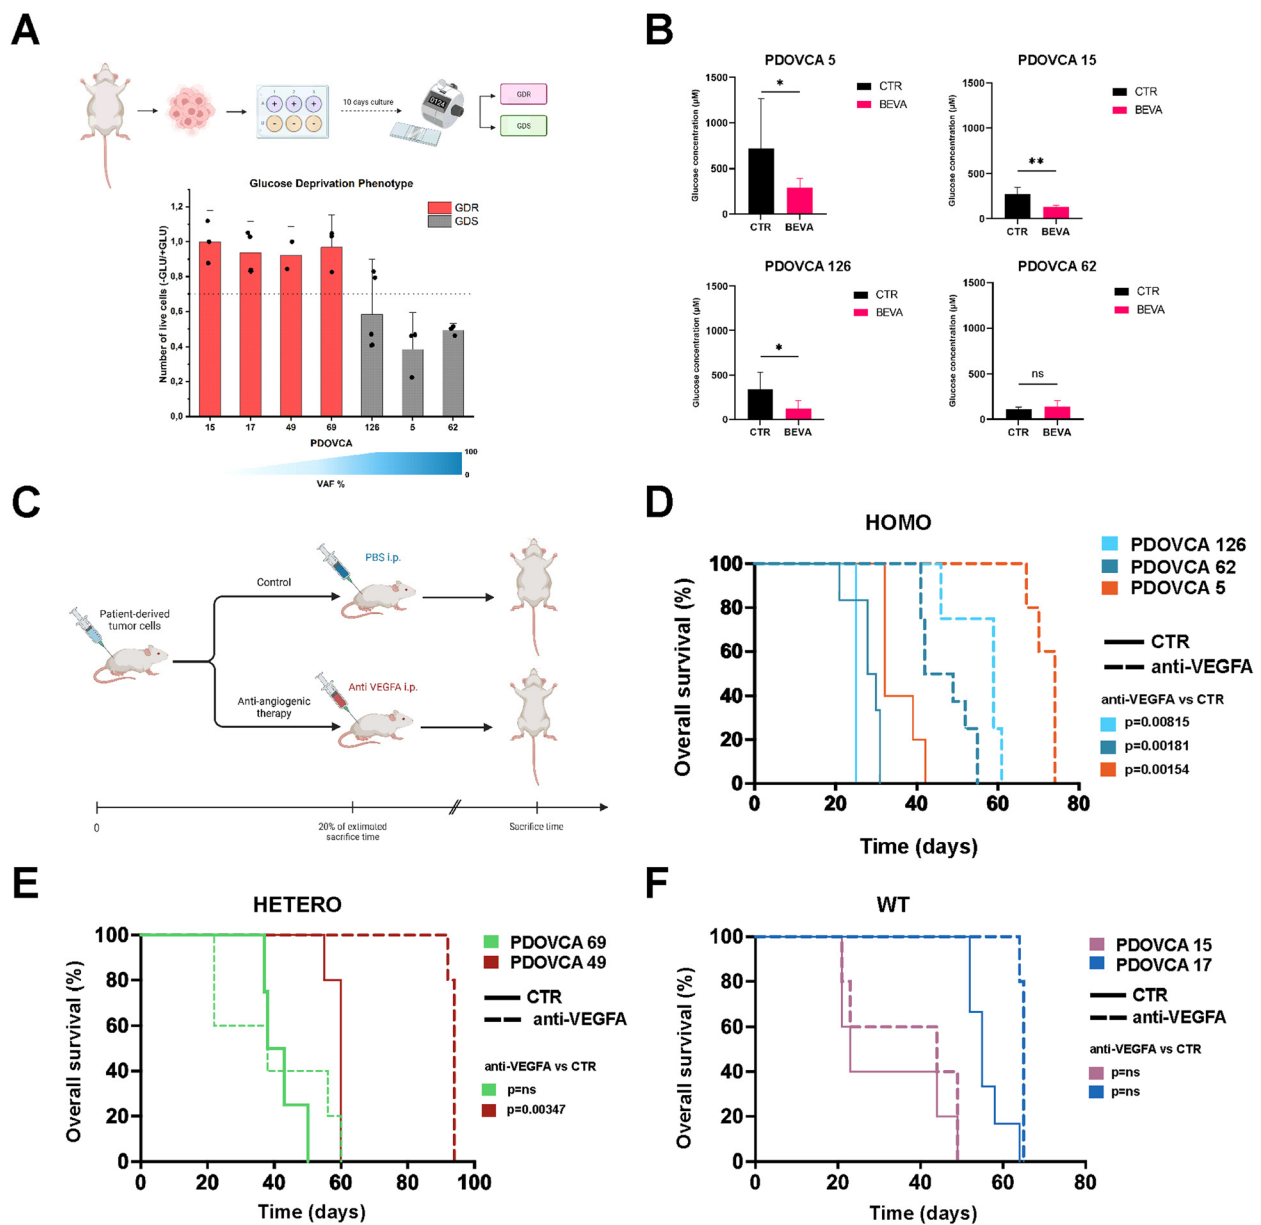 A
1 2 3
A + + +
B - - -
10 days culture
0124
GDR
GDS
Glucose Deprivation Phenotype
GDR
GDS
Number of live cells (-GLU/+GLU)
1,2
1,0
0,8
0,6
0,4
0,2
0,0
15 17 49 69 126 5 62
PDOVCA
100
0
VAF %
B
PDOVCA 5
Glucose concentration (µM)
1500
1000
500
0
*
CTR
BEVA
CTR BEVA
PDOVCA 15
Glucose concentration (µM)
1500
1000
500
0
**
CTR
BEVA
CTR BEVA
PDOVCA 126
Glucose concentration (µM)
1500
1000
500
0
*
CTR
BEVA
CTR BEVA
PDOVCA 62
Glucose concentration (µM)
1500
1000
500
0
ns
CTR
BEVA
CTR BEVA
C
Patient-derived
tumor cells
Control
PBS i.p.
Anti-angiogenic
therapy
Anti VEGFA i.p.
0
20% of extimated
sacrifice time
Sacrifice time
D
HOMO
Overall survival (%)
100
80
60
40
20
0
0 20 40 60 80
Time (days)
PDOVCA 126
PDOVCA 62
PDOVCA 5
CTR
anti-VEGFA
anti-VEGFA vs CTR
p=0.00815
p=0.00181
p=0.00154
E
HETERO
Overall survival (%)
100
80
60
40
20
0
0 20 40 60 80 100
Time (days)
PDOVCA 69
PDOVCA 49
CTR
anti-VEGFA
anti-VEGFA vs CTR
p=ns
p=0.00347
F
WT
Overall survival (%)
100
80
60
40
20
0
0 20 40 60 80
Time (days)
PDOVCA 15
PDOVCA 17
CTR
anti-VEGFA
anti-VEGFA vs CTR
p=ns
p=ns